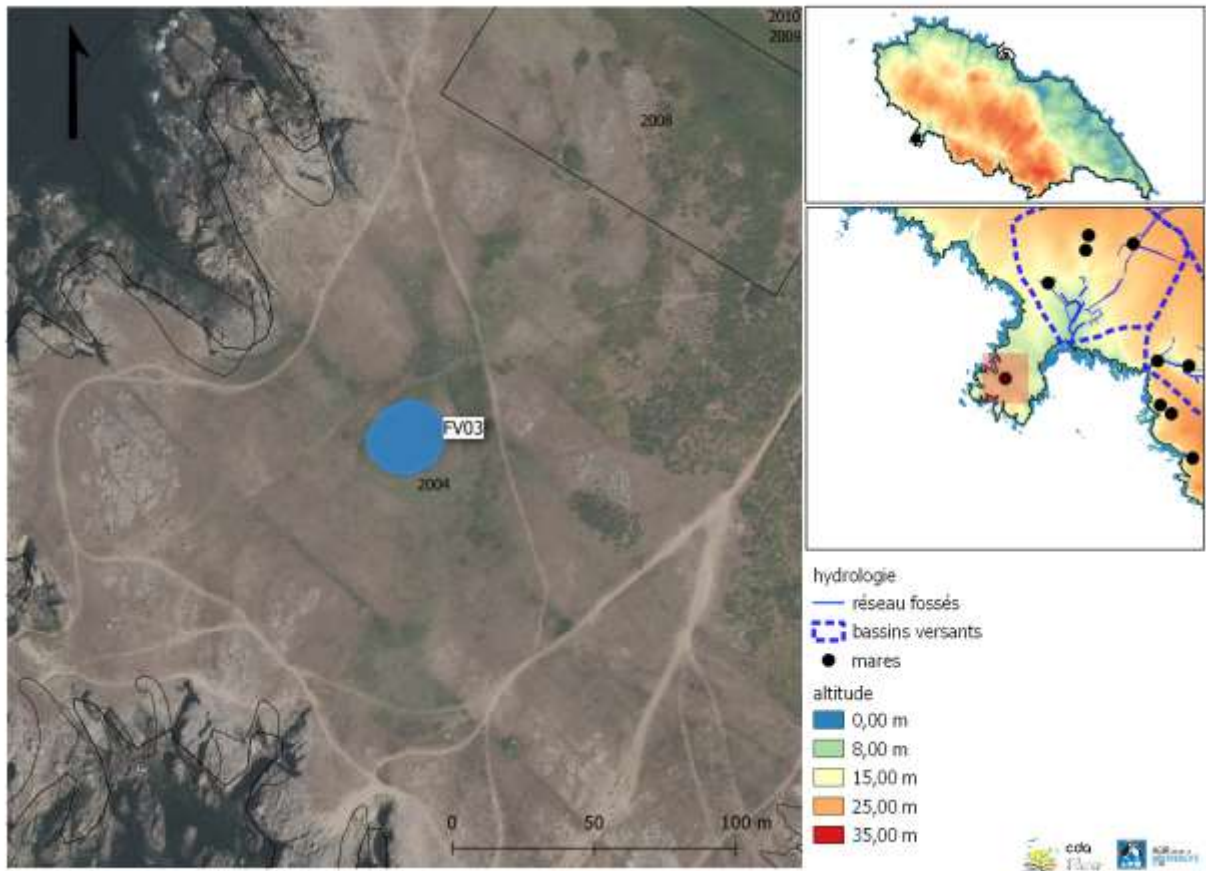 2010
2009
2008
FV03
2004
0 50 100 m
hydrologie
réseau fossés
bassins versants
mares
altitude
0,00 m
8,00 m
15,00 m
25,00 m
35,00 m
cda